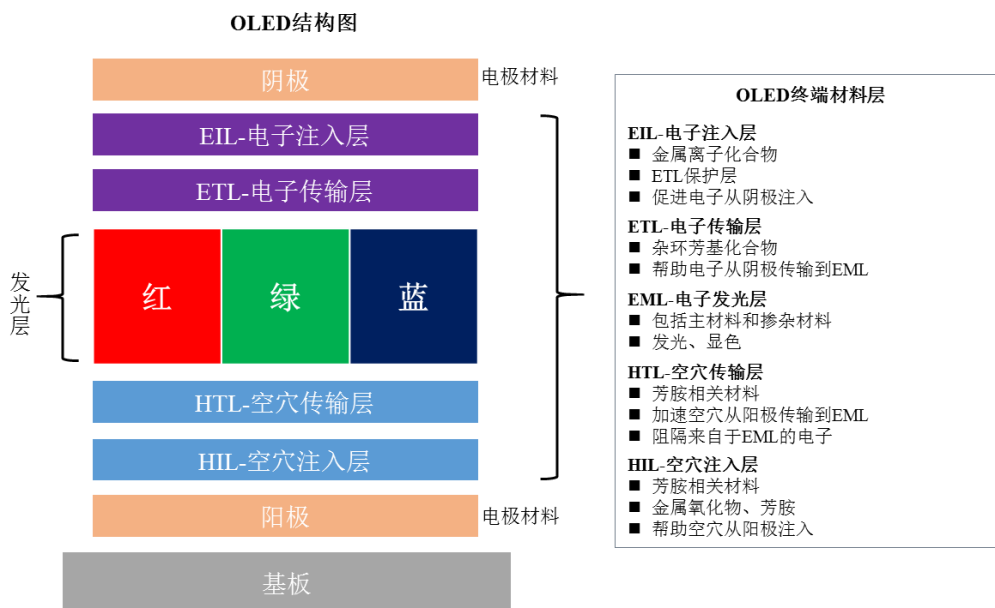 OLED结构图
阴极
电极材料
EIL-电子注入层
ETL-电子传输层
发光层
红
绿
蓝
HTL-空穴传输层
HIL-空穴注入层
阳极
电极材料
基板
OLED终端材料层
EIL-电子注入层
■ 金属离子化合物
■ ETL保护层
■ 促进电子从阴极注入
ETL-电子传输层
■ 杂环芳基化合物
■ 帮助电子从阴极传输到EML
EML-电子发光层
■ 包括主材料和掺杂材料
■ 发光、显色
HTL-空穴传输层
■ 芳胺相关材料
■ 加速空穴从阳极传输到EML
■ 阻隔来自于EML的电子
HIL-空穴注入层
■ 芳胺相关材料
■ 金属氧化物、芳胺
■ 帮助空穴从阳极注入